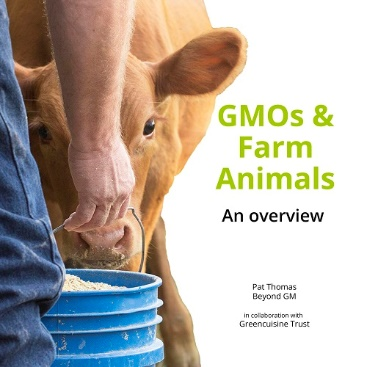 GMOs &
Farm
Animals
An overview
Pat Thomas
Beyond GM
in collaboration with
Greencuisine Trust